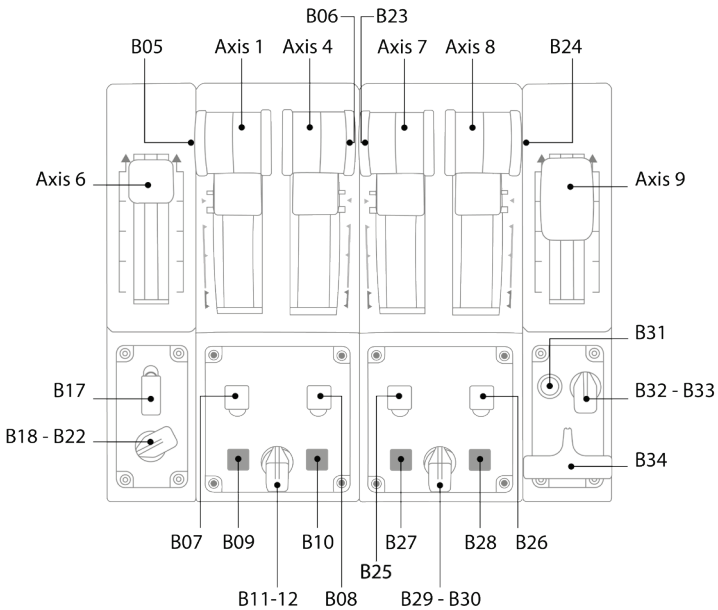 B06
B23
B05
Axis 1
Axis 4
Axis 7
Axis 8
B24
Axis 6
Axis 9
B31
B17
B32 - B33
B18 - B22
B34
B07
B09
B10
B27
B28
B26
B25
B11-12
B08
B29 - B30